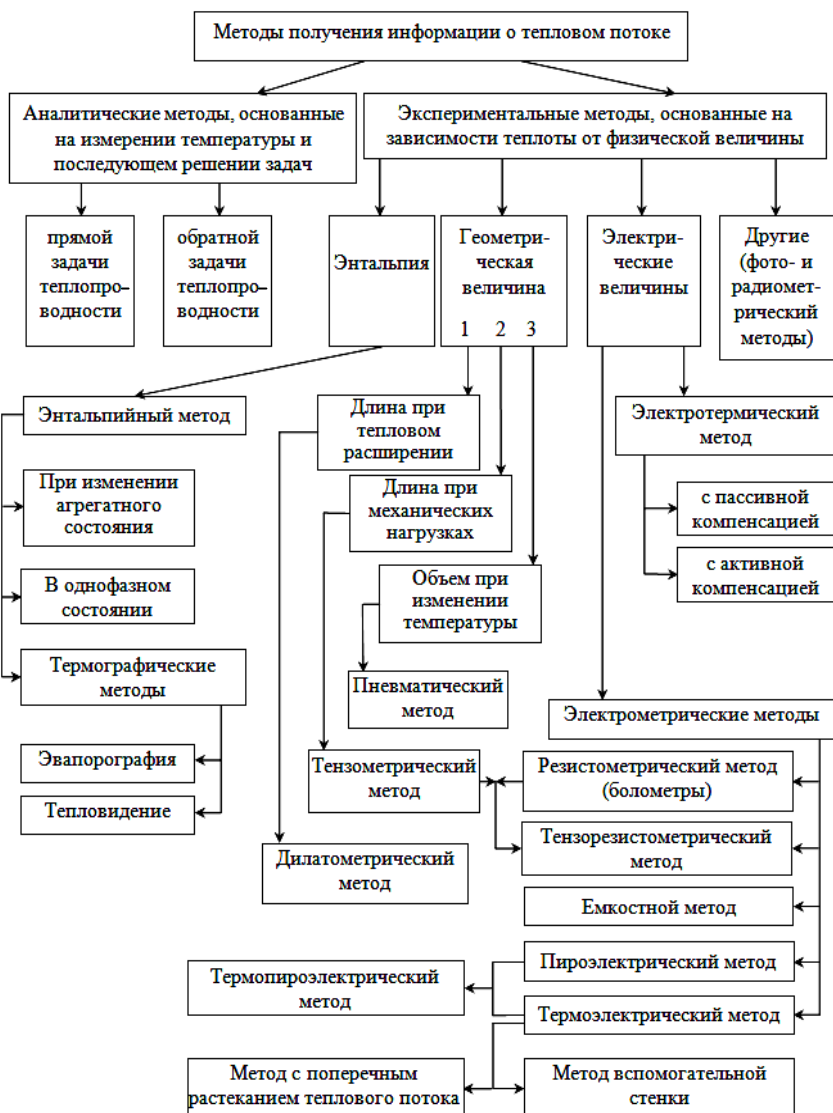 Методы получения информации о тепловом потоке
Аналитические методы, основанные
на измерении температуры и
последующем решении задач
Экспериментальные методы, основанные на
зависимости теплоты от физической величины
прямой
задачи
теплопро–
водности
обратной
задачи
теплопро–
водности
Энтальпия
Геометри-
ческая
величина
1 2 3
Электри-
ческие
величины
Другие
(фото- и
радиомет-
рический
методы)
Энтальпийный метод
Длина при
тепловом
расширении
Электротермический
метод
При изменении
агрегатного
состояния
Длина при
механических
нагрузках
с пассивной
компенсацией
с активной
компенсацией
В однофазном
состоянии
Объем при
изменении
температуры
Термографические
методы
Пневматический
метод
Электрометрические методы
Эвапорография
Тензометрический
метод
Резистометрический метод
(болометры)
Тепловидение
Тензорезистометрический
метод
Дилатометрический
метод
Емкостной метод
Пироэлектрический метод
Термопироэлектрический
метод
Термоэлектрический метод
Метод с поперечным
растеканием теплового потока
Метод вспомогательной
стенки